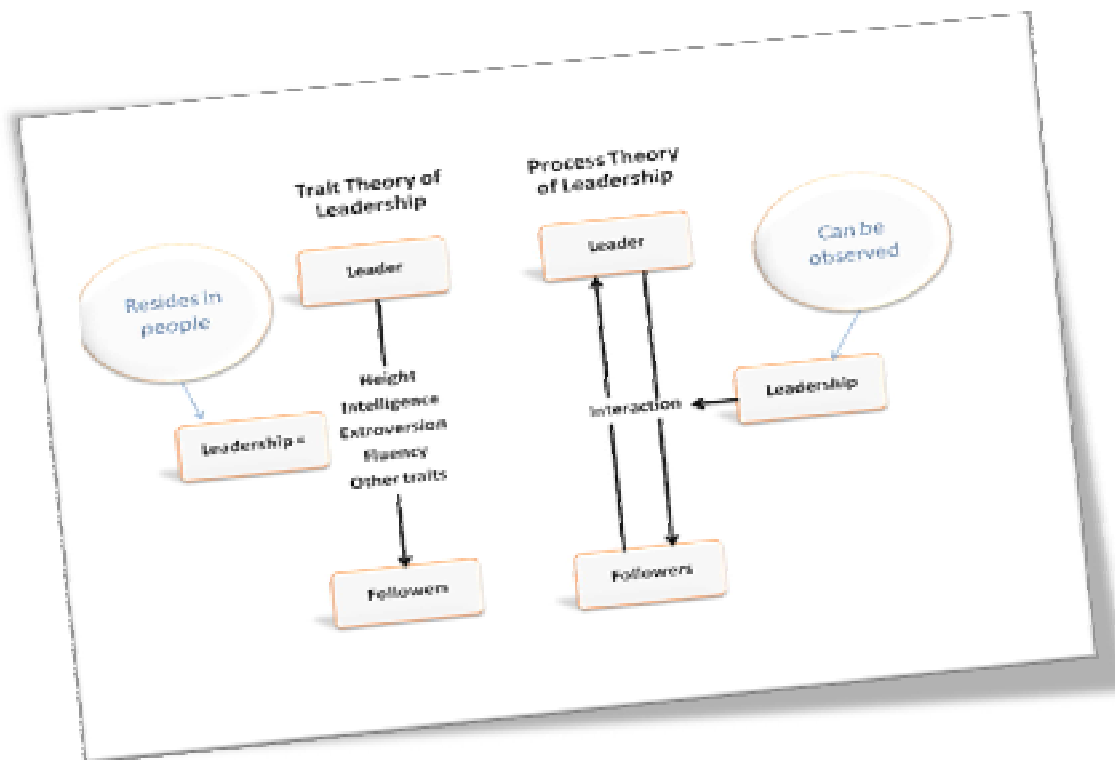 Trait Theory of
Leadership
Leader
Resides in
people
Height
Intelligence
Extroversion
Fluency
Other traits
Leadership =
Followers
Process Theory
of Leadership
Leader
Can be
observed
Interaction
Leadership
Followers